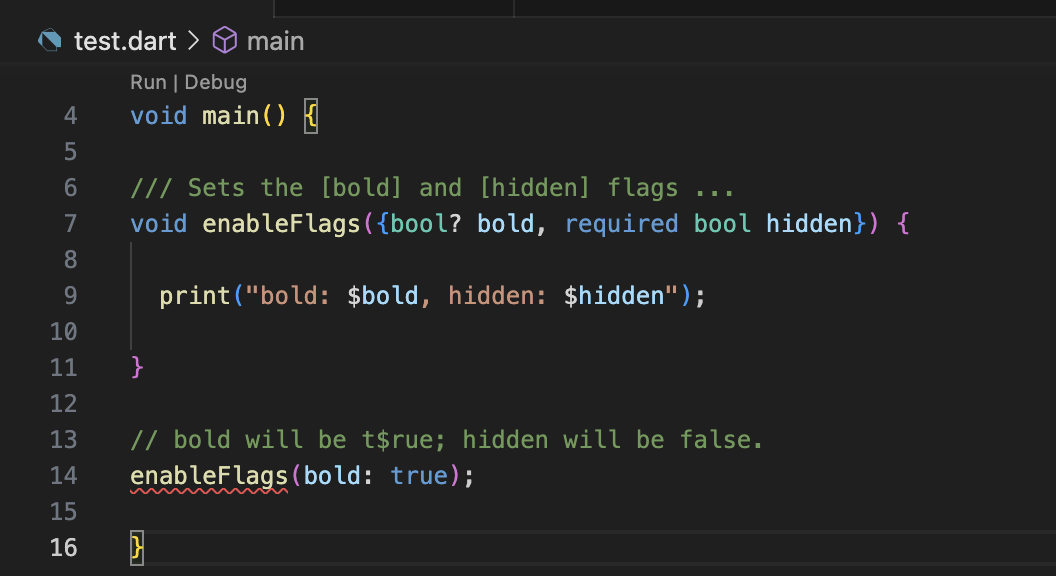 test.dart > main
Run | Debug
4 void main() {
5
6 /// Sets the [bold] and [hidden] flags ...
7 void enableFlags({bool? bold, required bool hidden}) {
8
9 print("bold: $bold, hidden: $hidden");
10
11 }
12
13 // bold will be t$rue; hidden will be false.
14 enableFlags(bold: true);
15
16 }